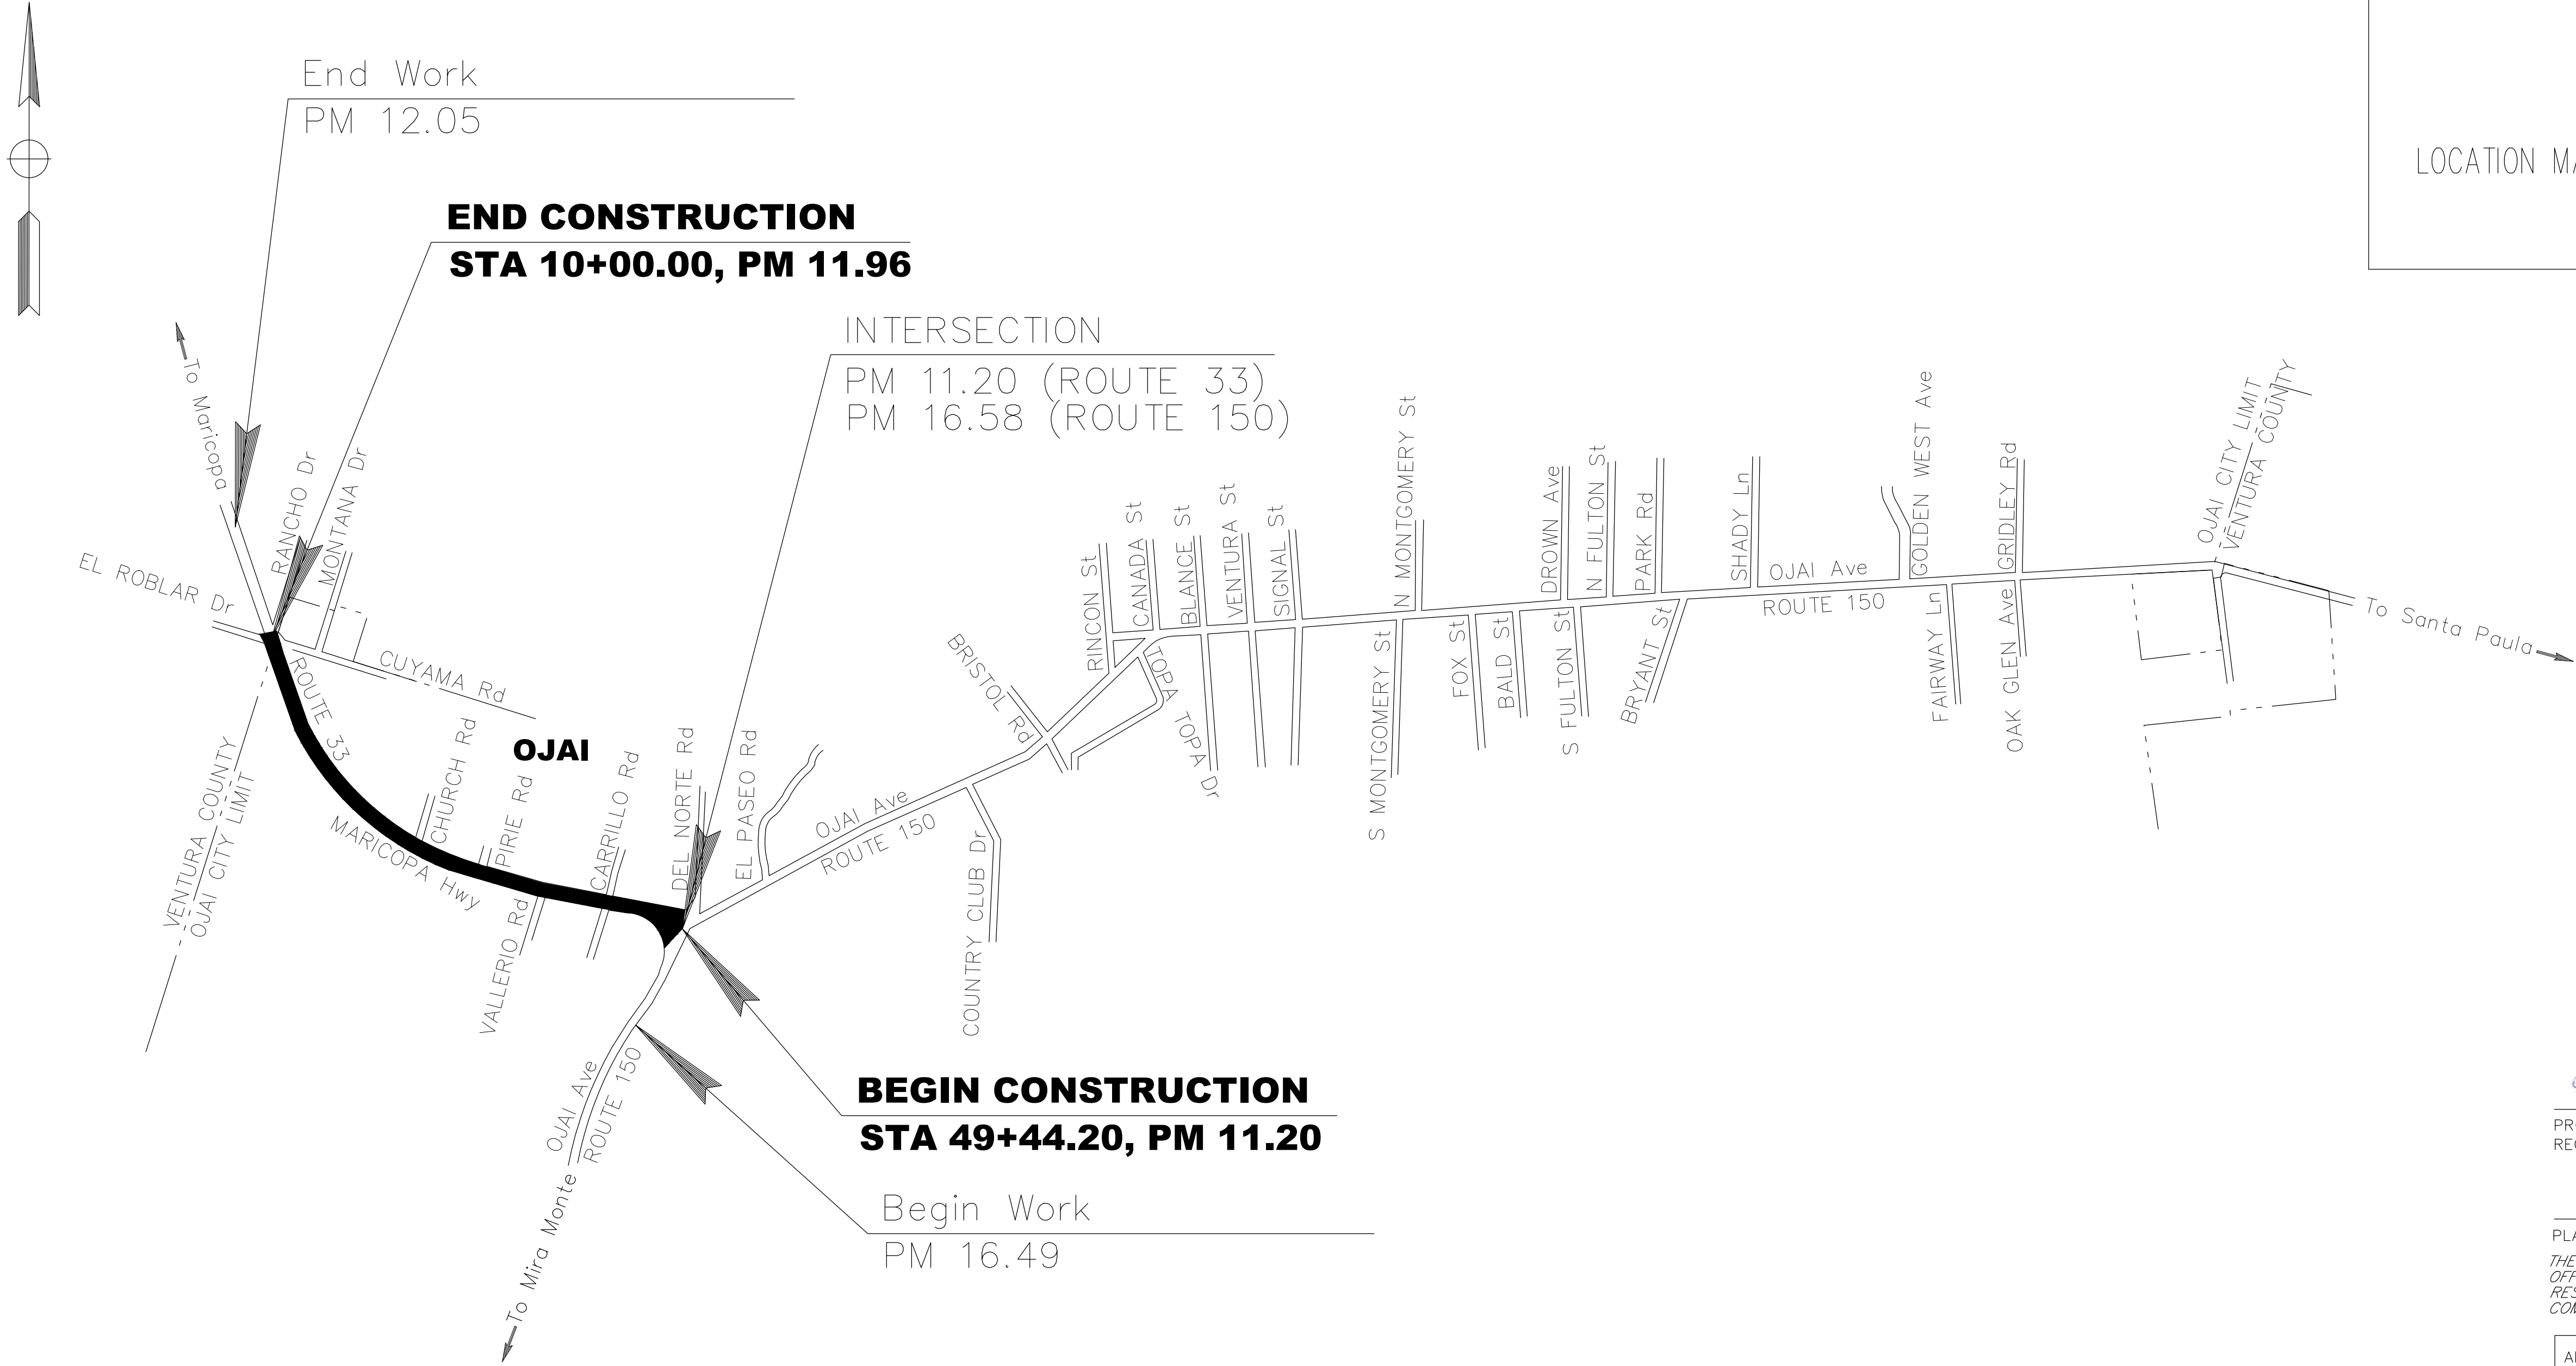 End Work
PM 12.05
LOCATION MA
END CONSTRUCTION
STA 10+00.00, PM 11.96
INTERSECTION
PM 11.20 (ROUTE 33)
PM 16.58 (ROUTE 150)
To Maricopa
RANCHO Dr
MONTANA Dr
EL ROBLAR Dr
CUYAMA Rd
ROUTE 33
OJAI
VENTURA COUNTY
OJAI CITY LIMIT
MARICOPA Hwy
CHURCH Rd
PIRIE Rd
VALLERIO Rd
CARRILLO Rd
DEL NORTE Rd
EL PASEO Rd
OJAI Ave
ROUTE 150
COUNTRY CLUB Dr
BRISTOL Rd
RINCON St
CANADA St
BLANCE St
VENTURA St
SIGNAL St
TOPA TOPA Dr
N MONTGOMERY St
S MONTGOMERY St
FOX St
BALD St
DROWN Ave
N FULTON St
S FULTON St
PARK Rd
BRYANT St
SHADY Ln
OJAI Ave
ROUTE 150
GOLDEN WEST Ave
FAIRWAY Ln
GRIDLEY Rd
OAK GLEN Ave
OJAI CITY LIMIT
VENTURA COUNTY
To Santa Paula
BEGIN CONSTRUCTION
STA 49+44.20, PM 11.20
Begin Work
PM 16.49
OJAI Ave
ROUTE 150
To Mira Monte
PR
RE
PLA
THE
OFF
RES
CO
A